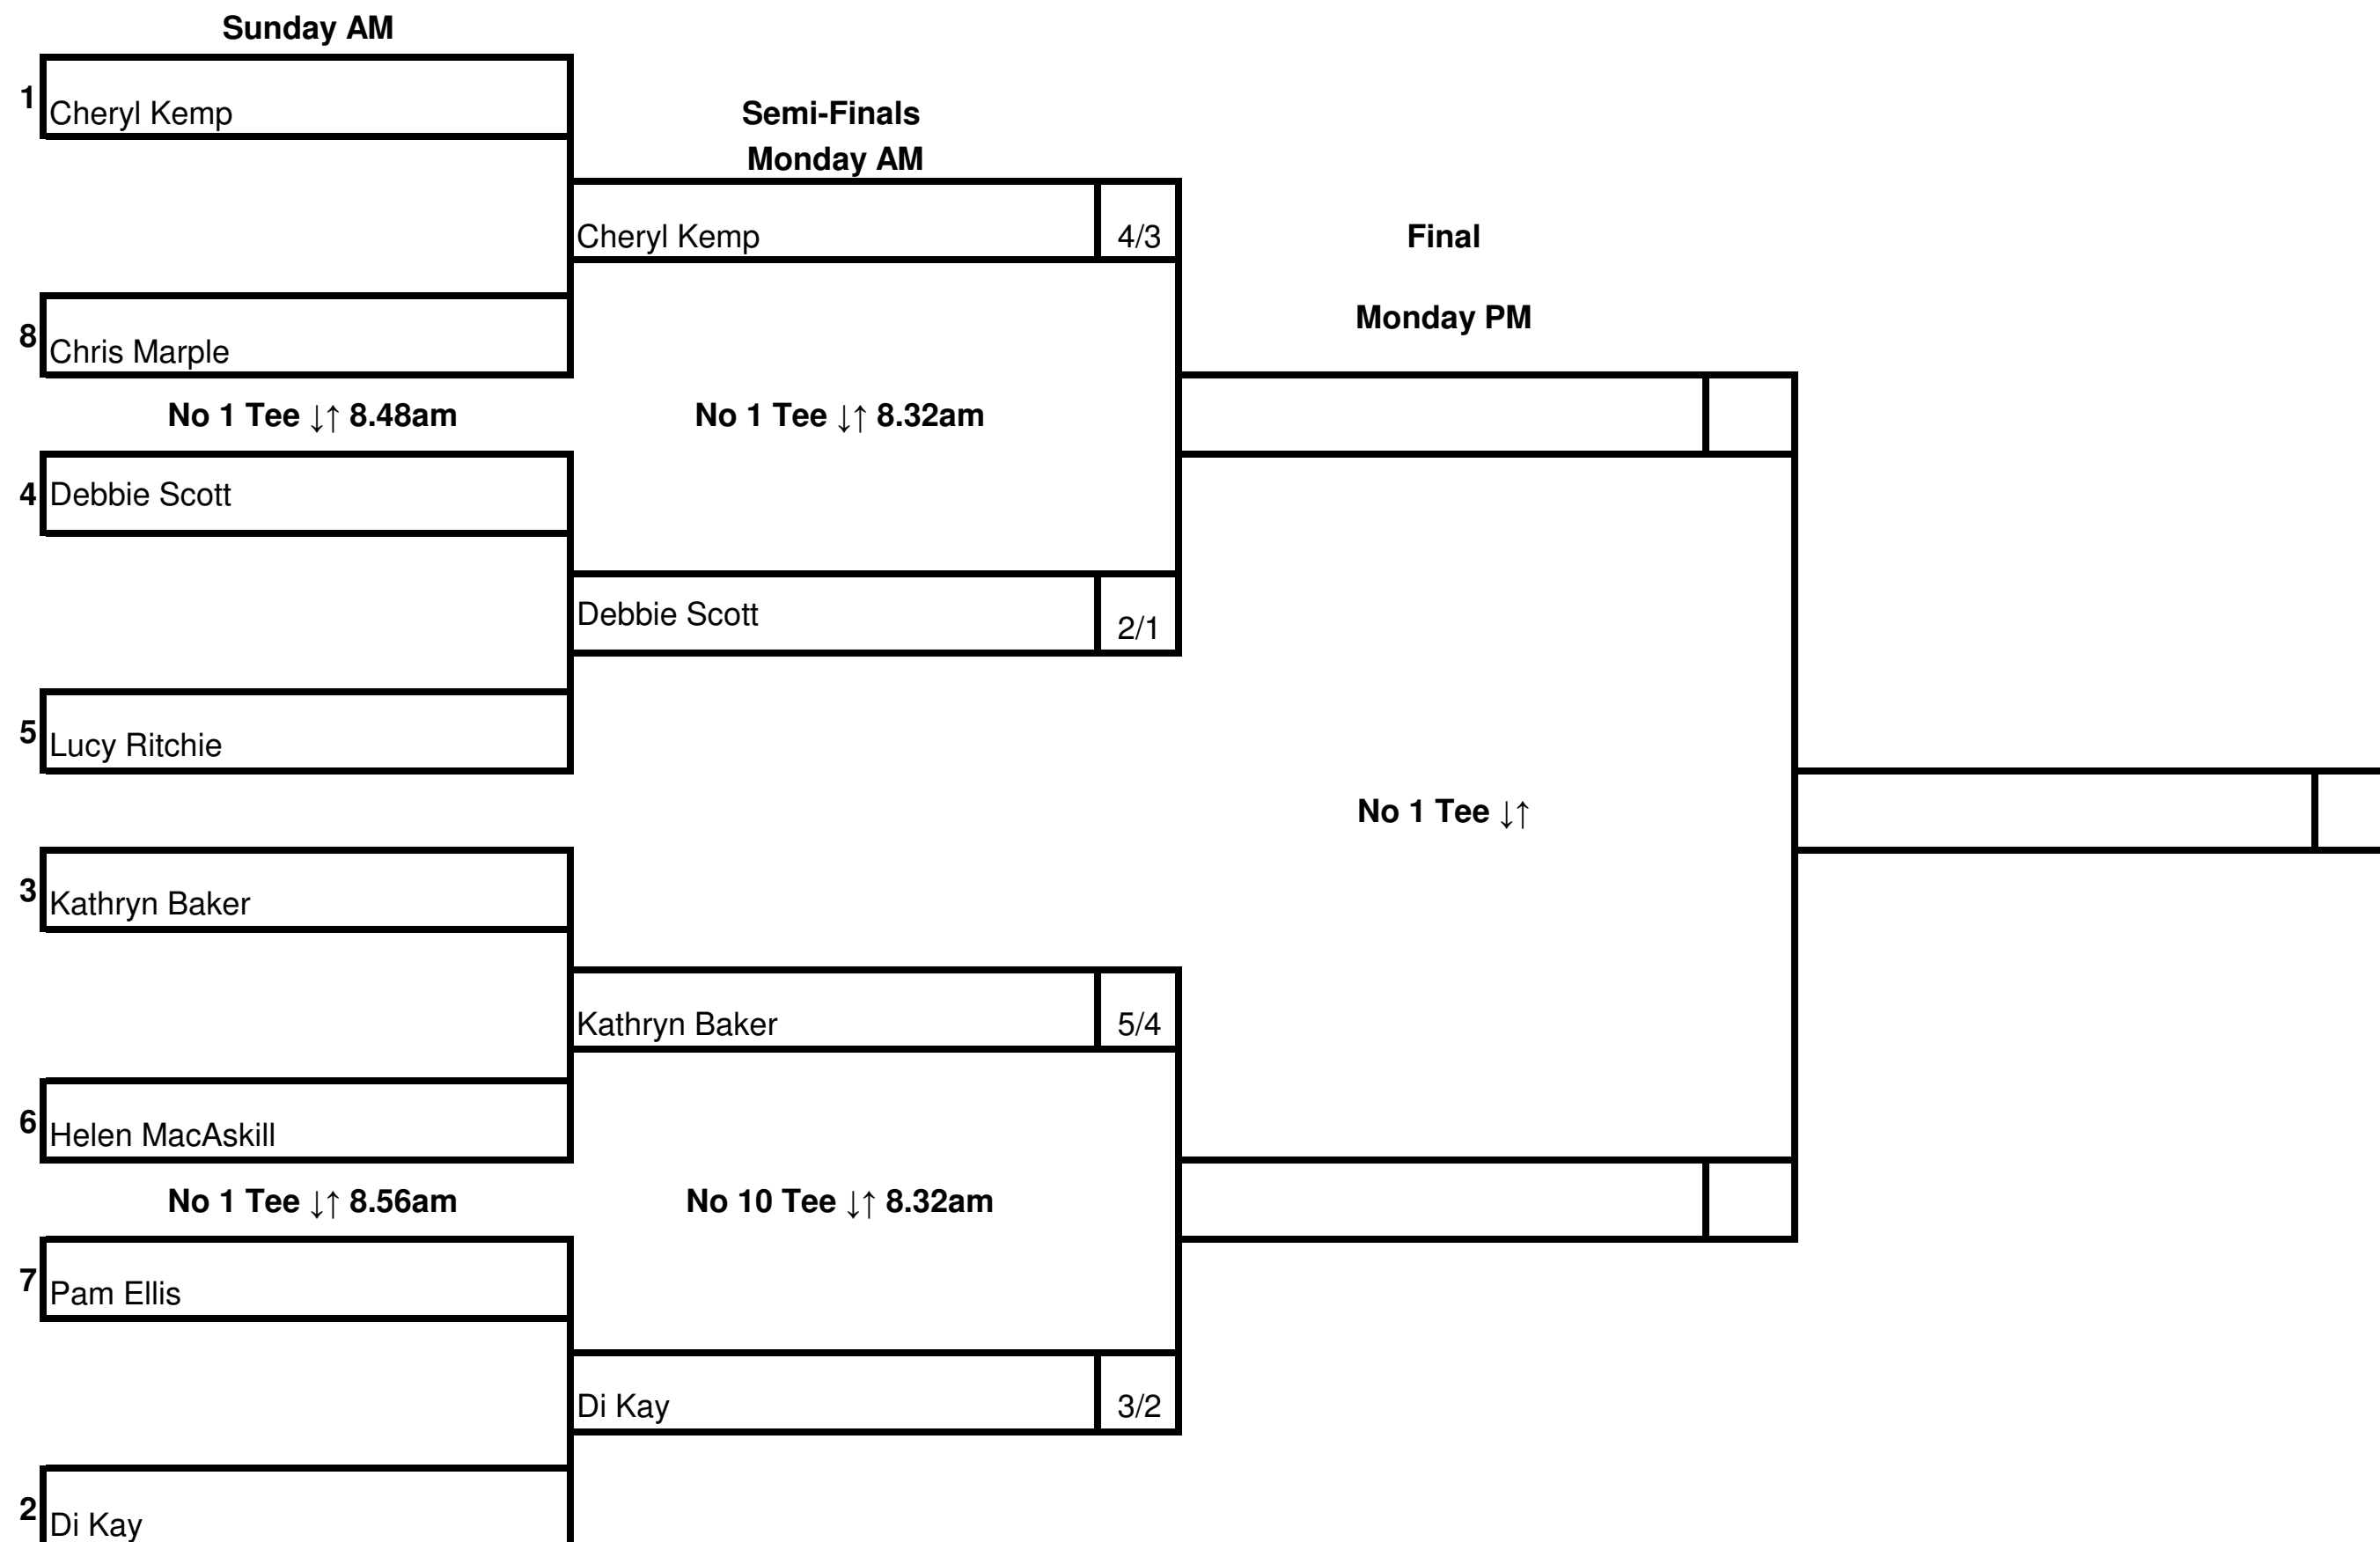 Sunday AM
1 Cheryl Kemp
Semi-Finals
Monday AM
Cheryl Kemp 4/3
Final
8 Chris Marple
Monday PM
No 1 Tee ↓↑ 8.48am
No 1 Tee ↓↑ 8.32am
4 Debbie Scott
Debbie Scott 2/1
5 Lucy Ritchie
No 1 Tee ↓↑
3 Kathryn Baker
Kathryn Baker 5/4
6 Helen MacAskill
No 1 Tee ↓↑ 8.56am
No 10 Tee ↓↑ 8.32am
7 Pam Ellis
Di Kay 3/2
2 Di Kay